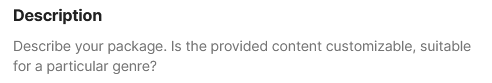 Description
Describe your package. Is the provided content customizable, suitable
for a particular genre?